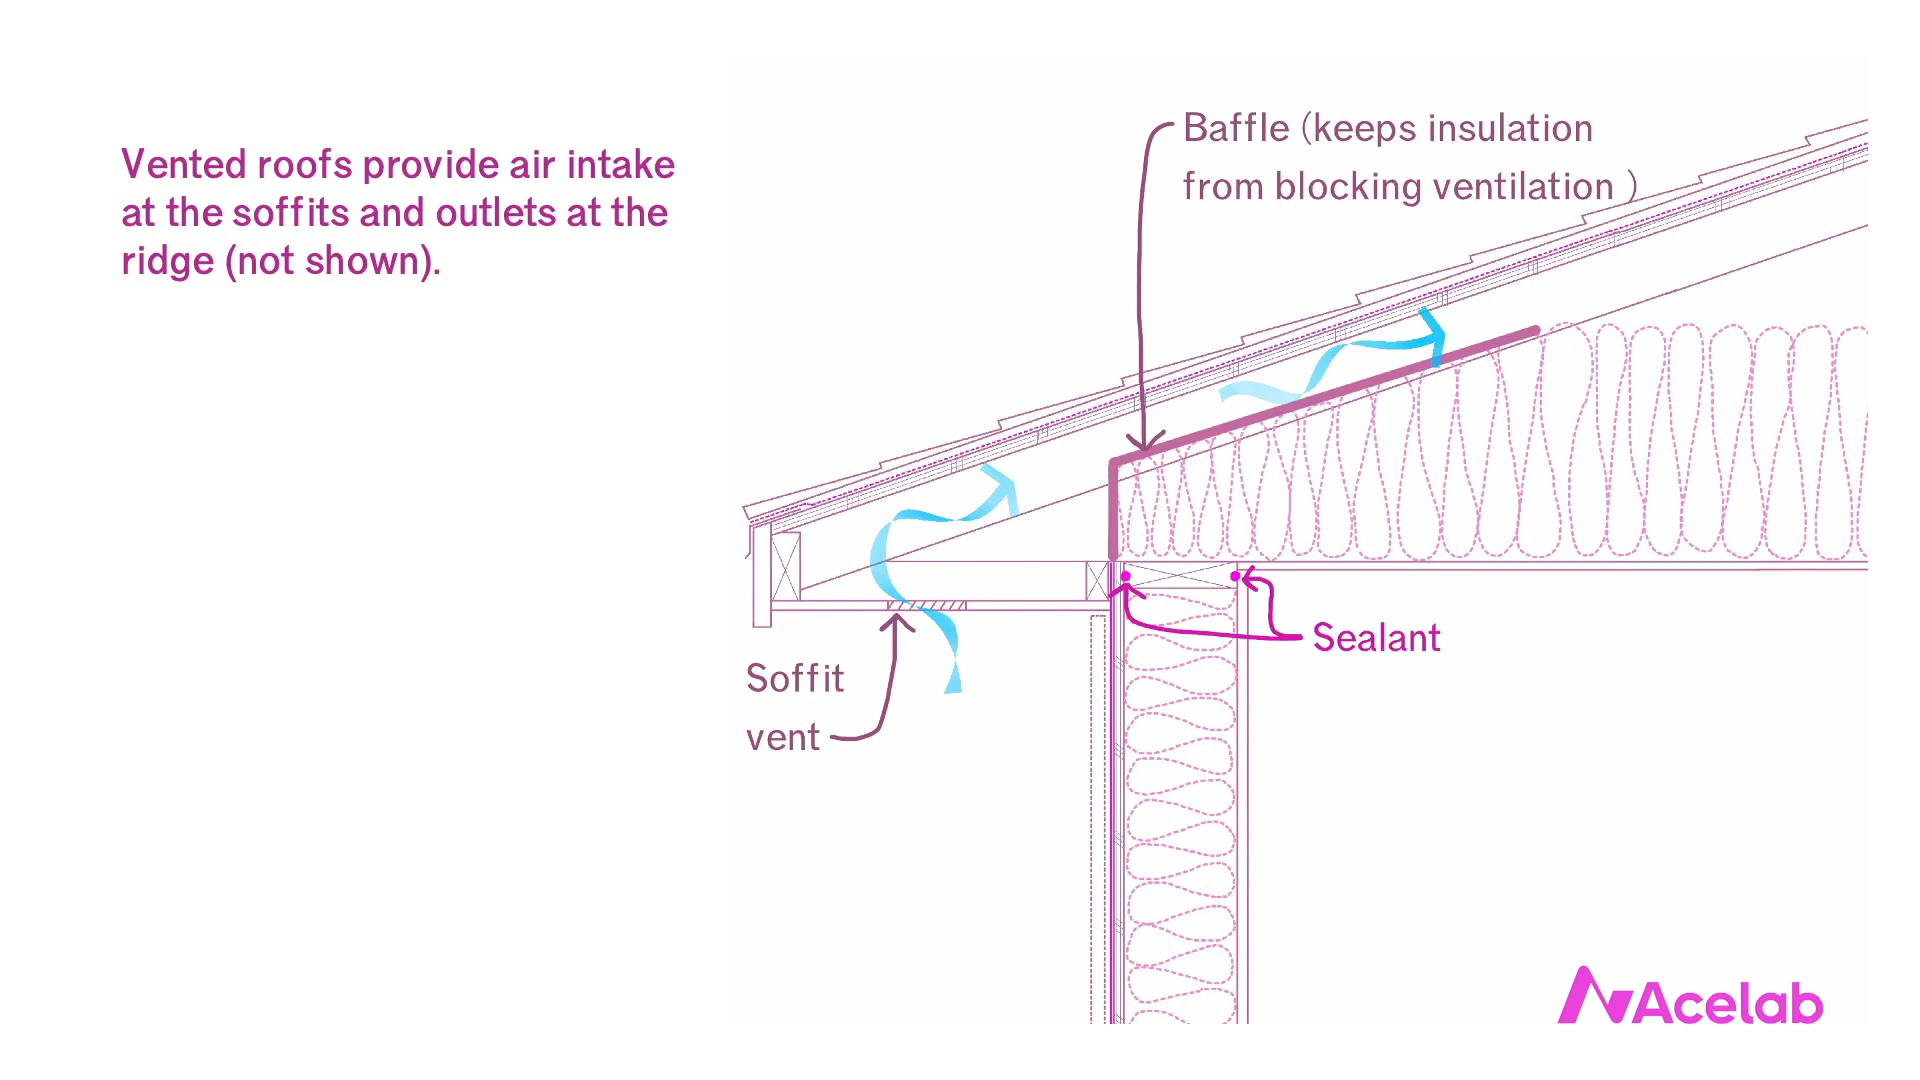 Vented roofs provide air intake
at the soffits and outlets at the
ridge (not shown).
Baffle (keeps insulation
from blocking ventilation )
Sealant
Soffit
vent
Acelab